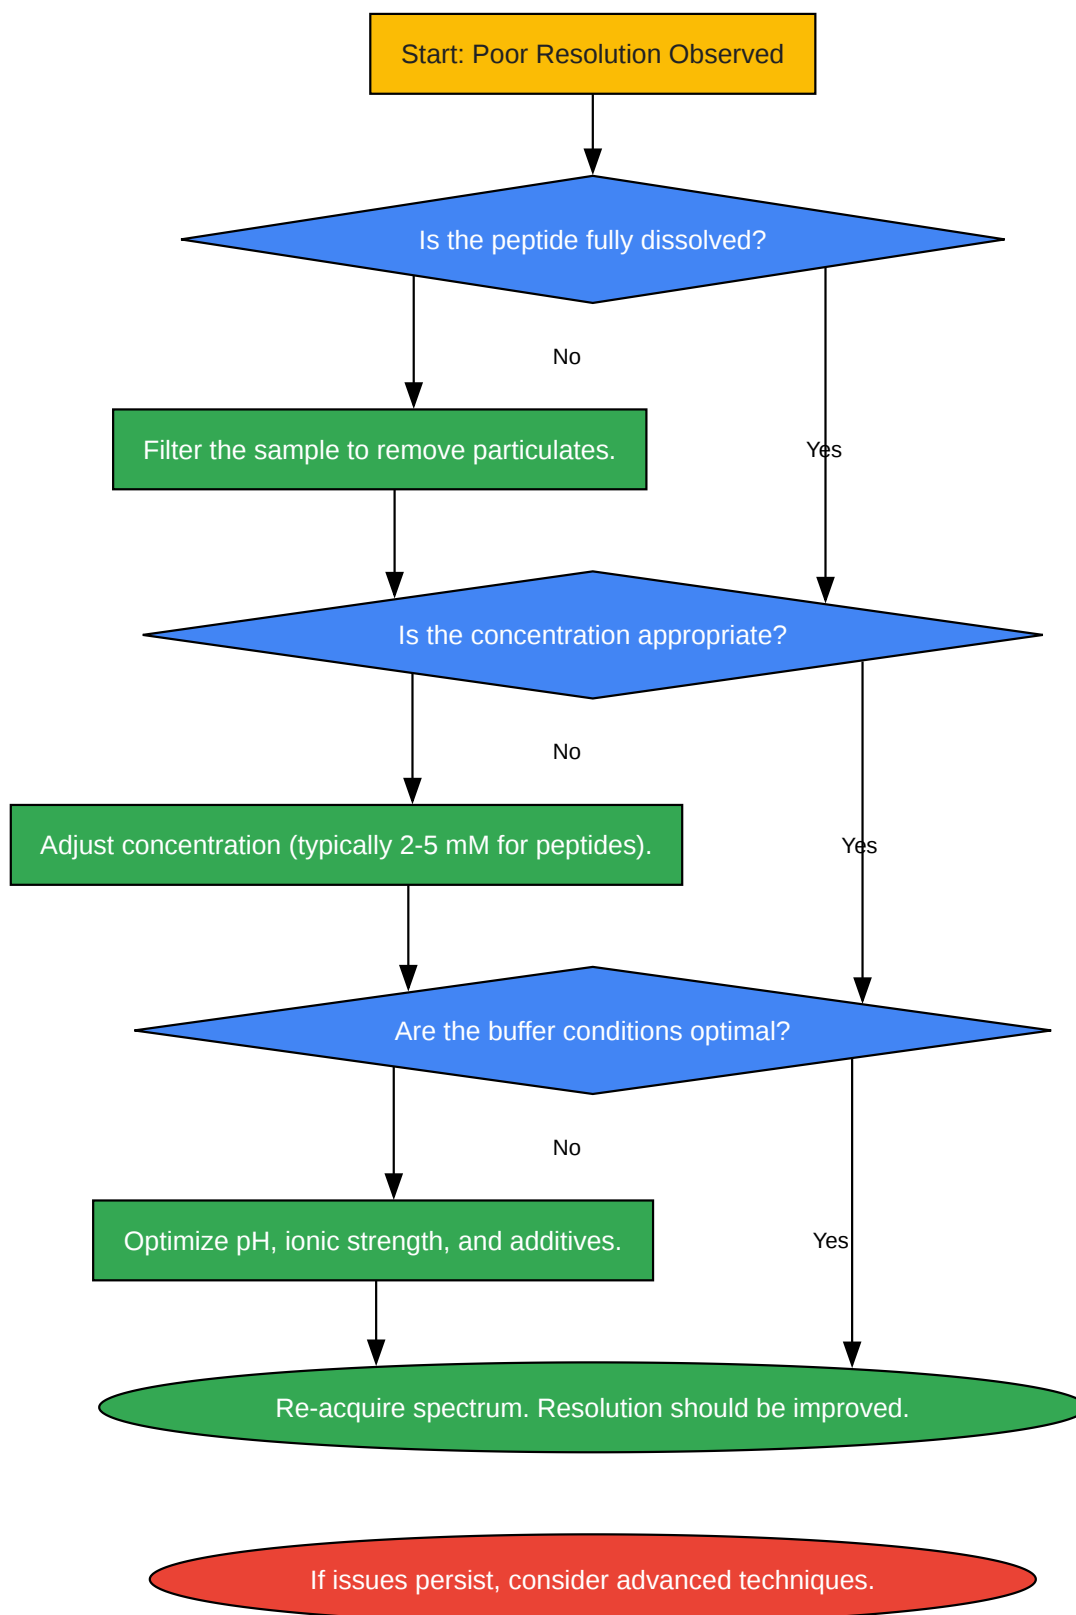 Start: Poor Resolution Observed
Is the peptide fully dissolved?
No
Filter the sample to remove particulates.
Yes
Is the concentration appropriate?
No
Adjust concentration (typically 2-5 mM for peptides).
Yes
Are the buffer conditions optimal?
No
Optimize pH, ionic strength, and additives.
Yes
Re-acquire spectrum. Resolution should be improved.
If issues persist, consider advanced techniques.